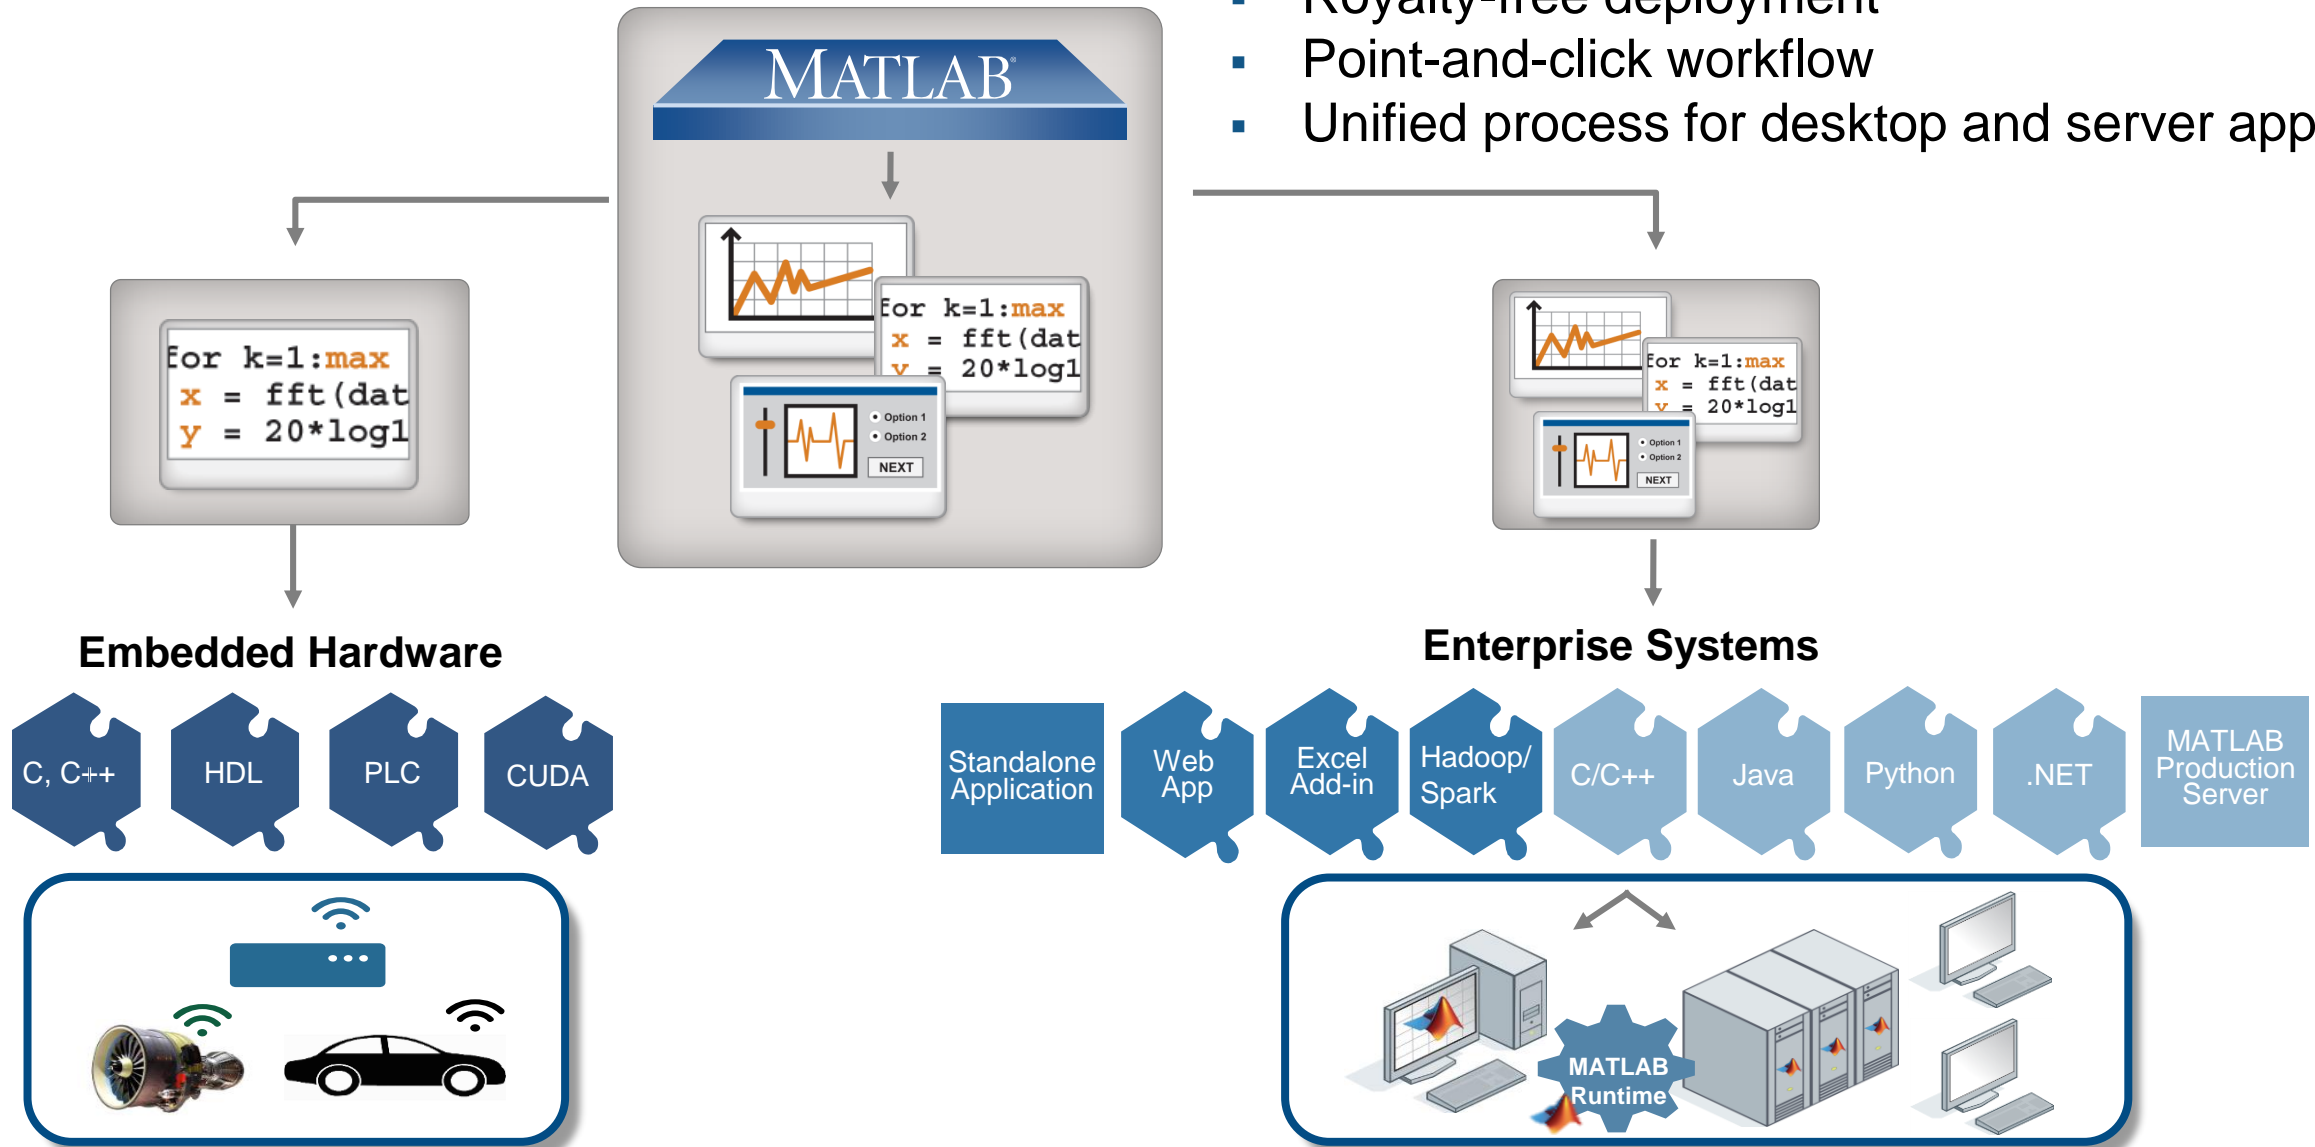 Royalty-free deployment
Point-and-click workflow
Unified process for desktop and server app
MATLAB®
for k=1:max
x = fft(dat
y = 20*log1
Option 1
Option 2
NEXT
for k=1:max
x = fft(dat
y = 20*log1
for k=1:max
x = fft(dat
y = 20*log1
Option 1
Option 2
NEXT
Embedded Hardware
C, C++
HDL
PLC
CUDA
Enterprise Systems
Standalone
Application
Web
App
Excel
Add-in
Hadoop/
Spark
C/C++
Java
Python
.NET
MATLAB
Production
Server
MATLAB
Runtime